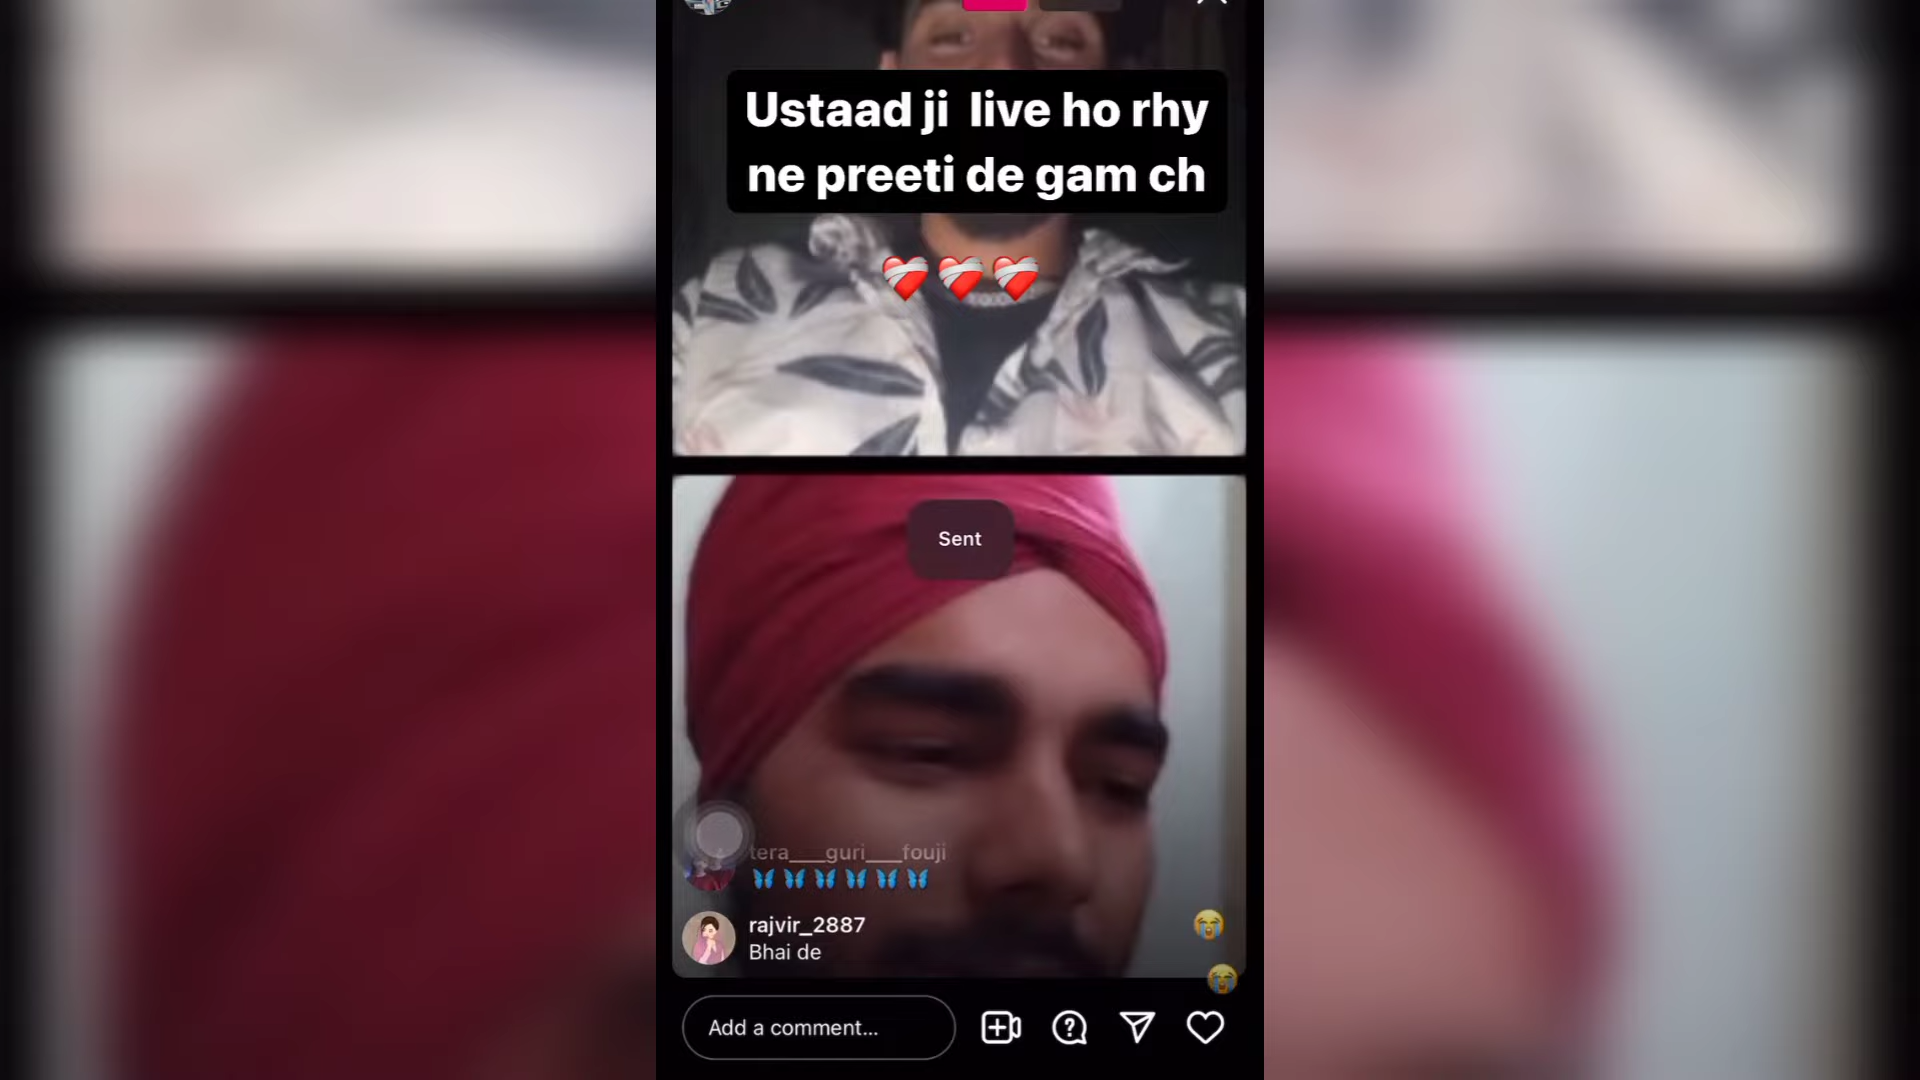 Ustaad ji live ho rhy
ne preeti de gam ch
❤️‍🩹❤️‍🩹❤️‍🩹
Sent
tera___guri___fouji
🦋🦋🦋🦋🦋🦋
rajvir_2887
Bhai de
Add a comment...